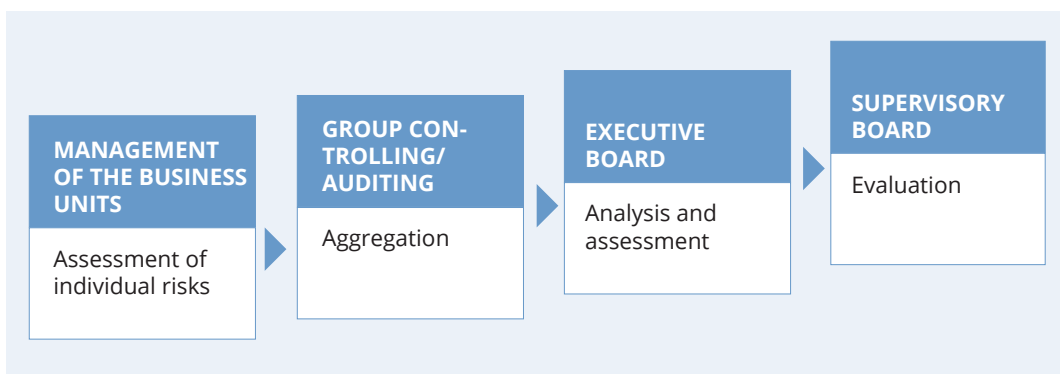 MANAGEMENT
OF THE BUSINESS
UNITS
Assessment of
individual risks
GROUP CON-
TROLLING/
AUDITING
Aggregation
EXECUTIVE
BOARD
Analysis and
assessment
SUPERVISORY
BOARD
Evaluation